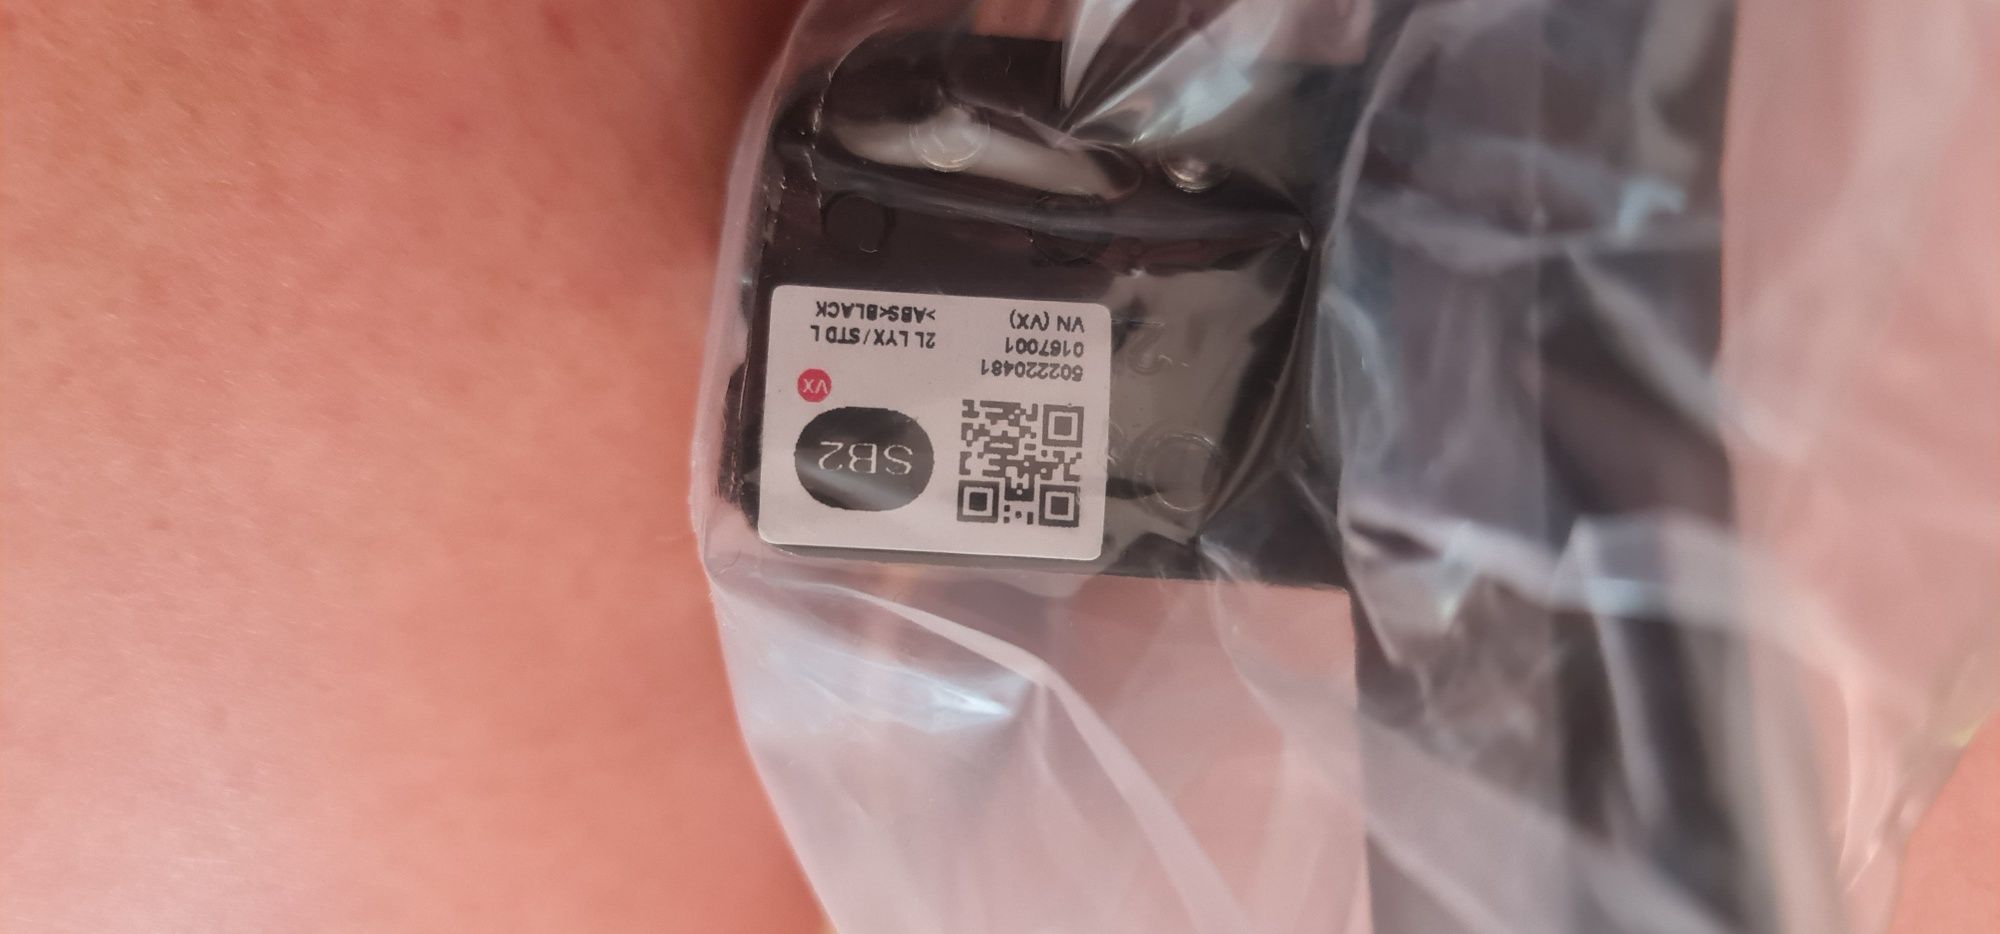 SB2
VX
502220481
0167001
VN (VX)
2L LYX/STD L
>ABS<BLACK